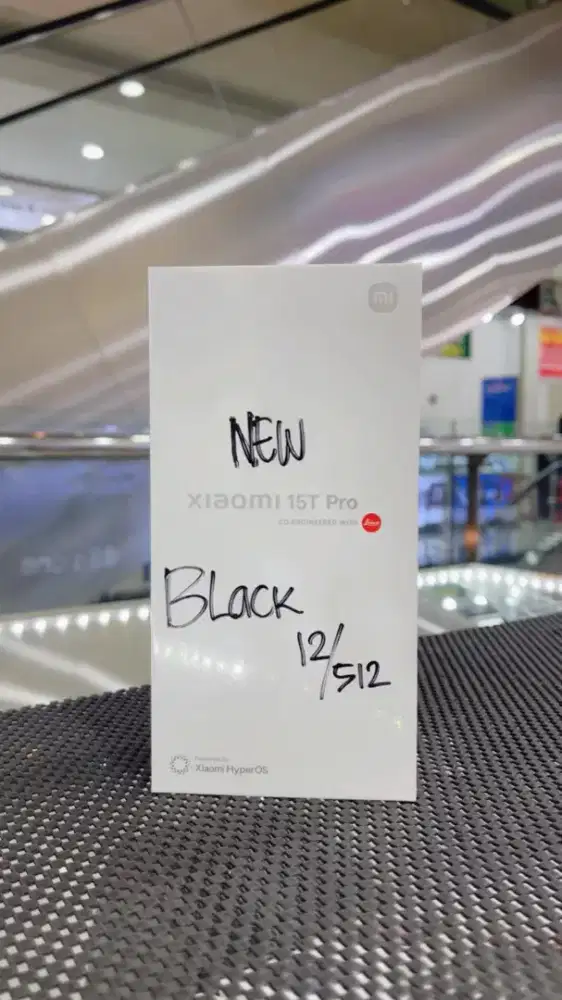 mi
NEW
xiaomi 15T Pro
CO-ENGINEERED WITH Leica
BLACK
12/512
Powered by
Xiaomi HyperOS